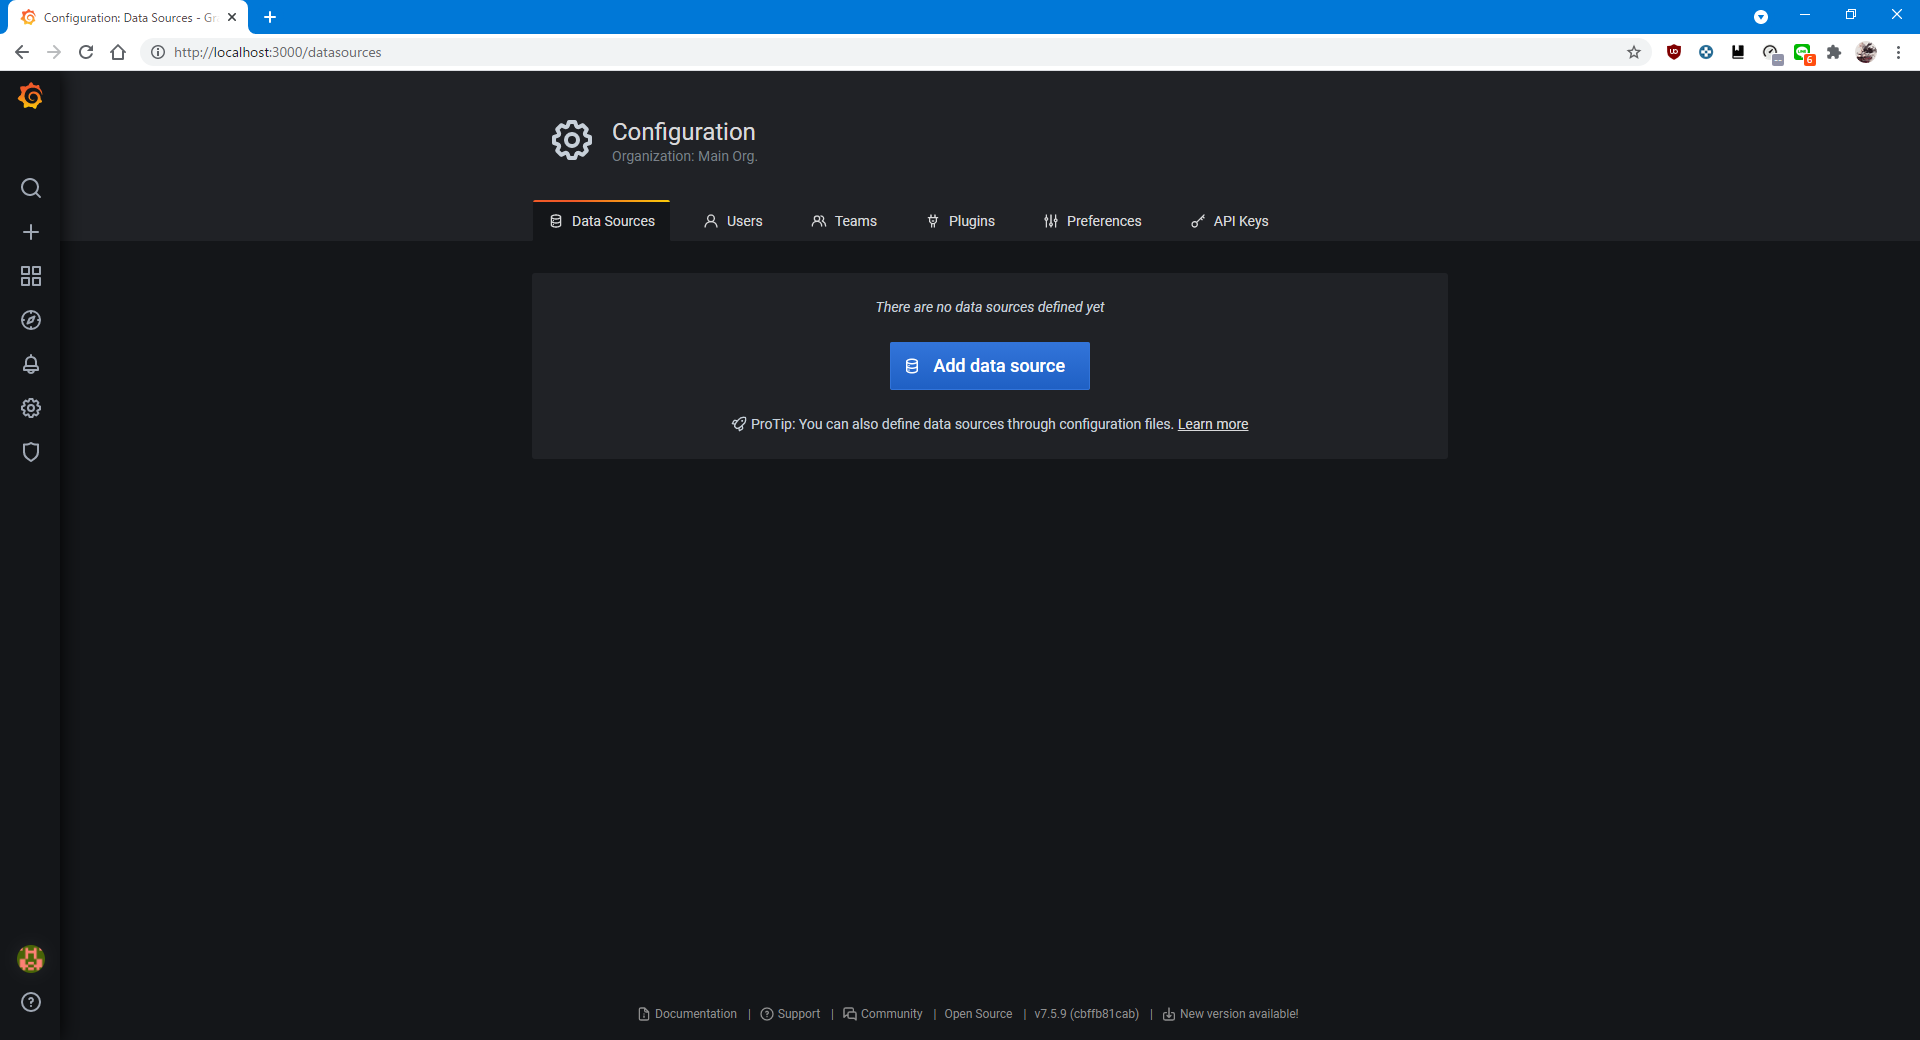 Configuration: Data Sources - Gr
http://localhost:3000/datasources
6
Configuration
Organization: Main Org.
Data Sources Users Teams Plugins Preferences API Keys
There are no data sources defined yet
Add data source
ProTip: You can also define data sources through configuration files. Learn more
Documentation | Support | Community | Open Source | v7.5.9 (cbffb81cab) | New version available!